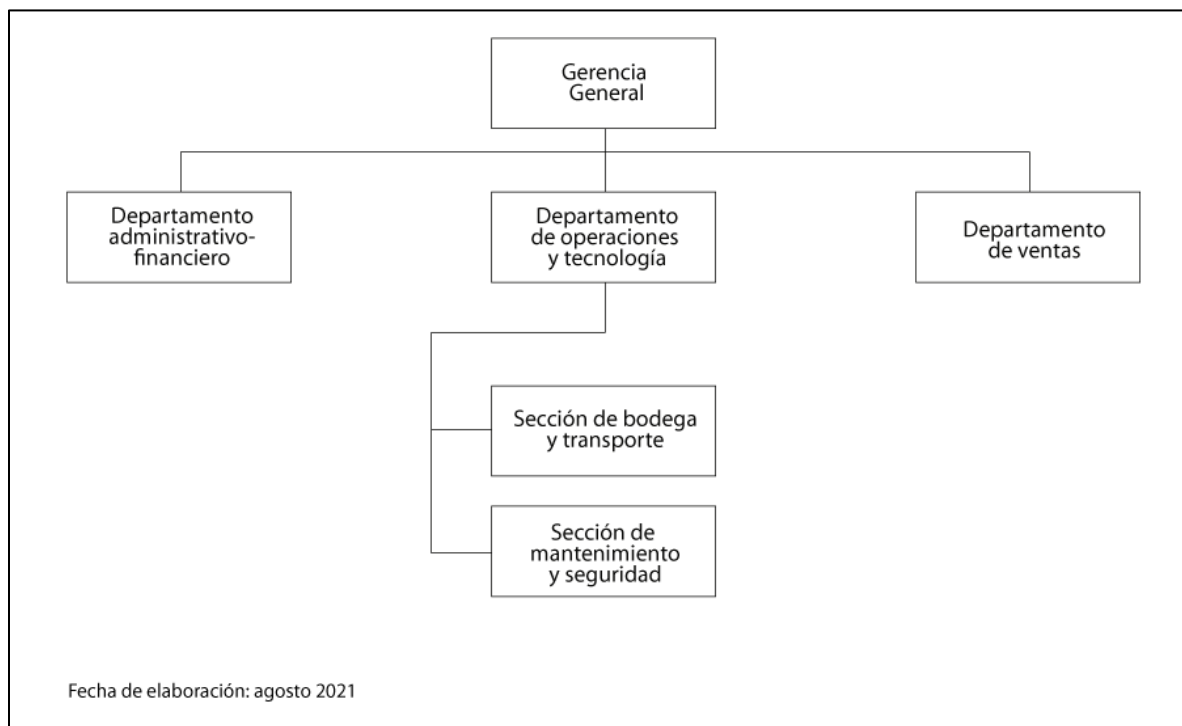 Gerencia
General
Departamento
administrativo-
financiero
Departamento
de operaciones
y tecnología
Departamento
de ventas
Sección de bodega
y transporte
Sección de
mantenimiento
y seguridad
Fecha de elaboración: agosto 2021